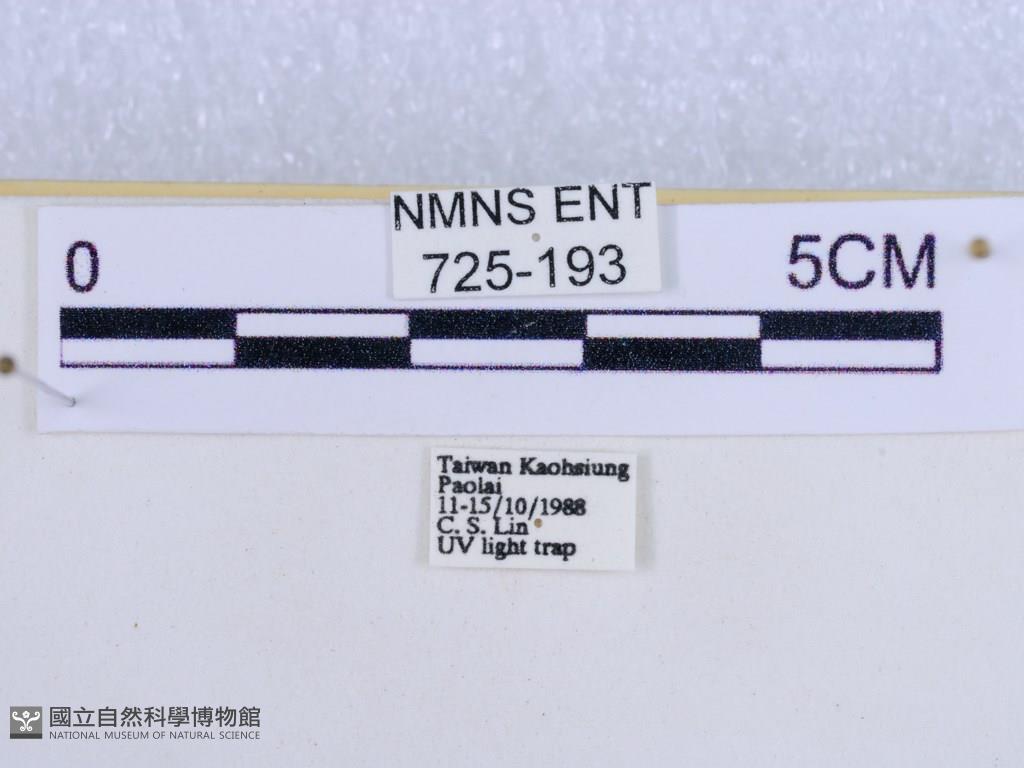 NMNS ENT
725-193
0
5CM
Taiwan Kaohsiung
Paolai
11-15/10/1988
C. S. Lin
UV light trap
國立自然科學博物館
NATIONAL MUSEUM OF NATURAL SCIENCE